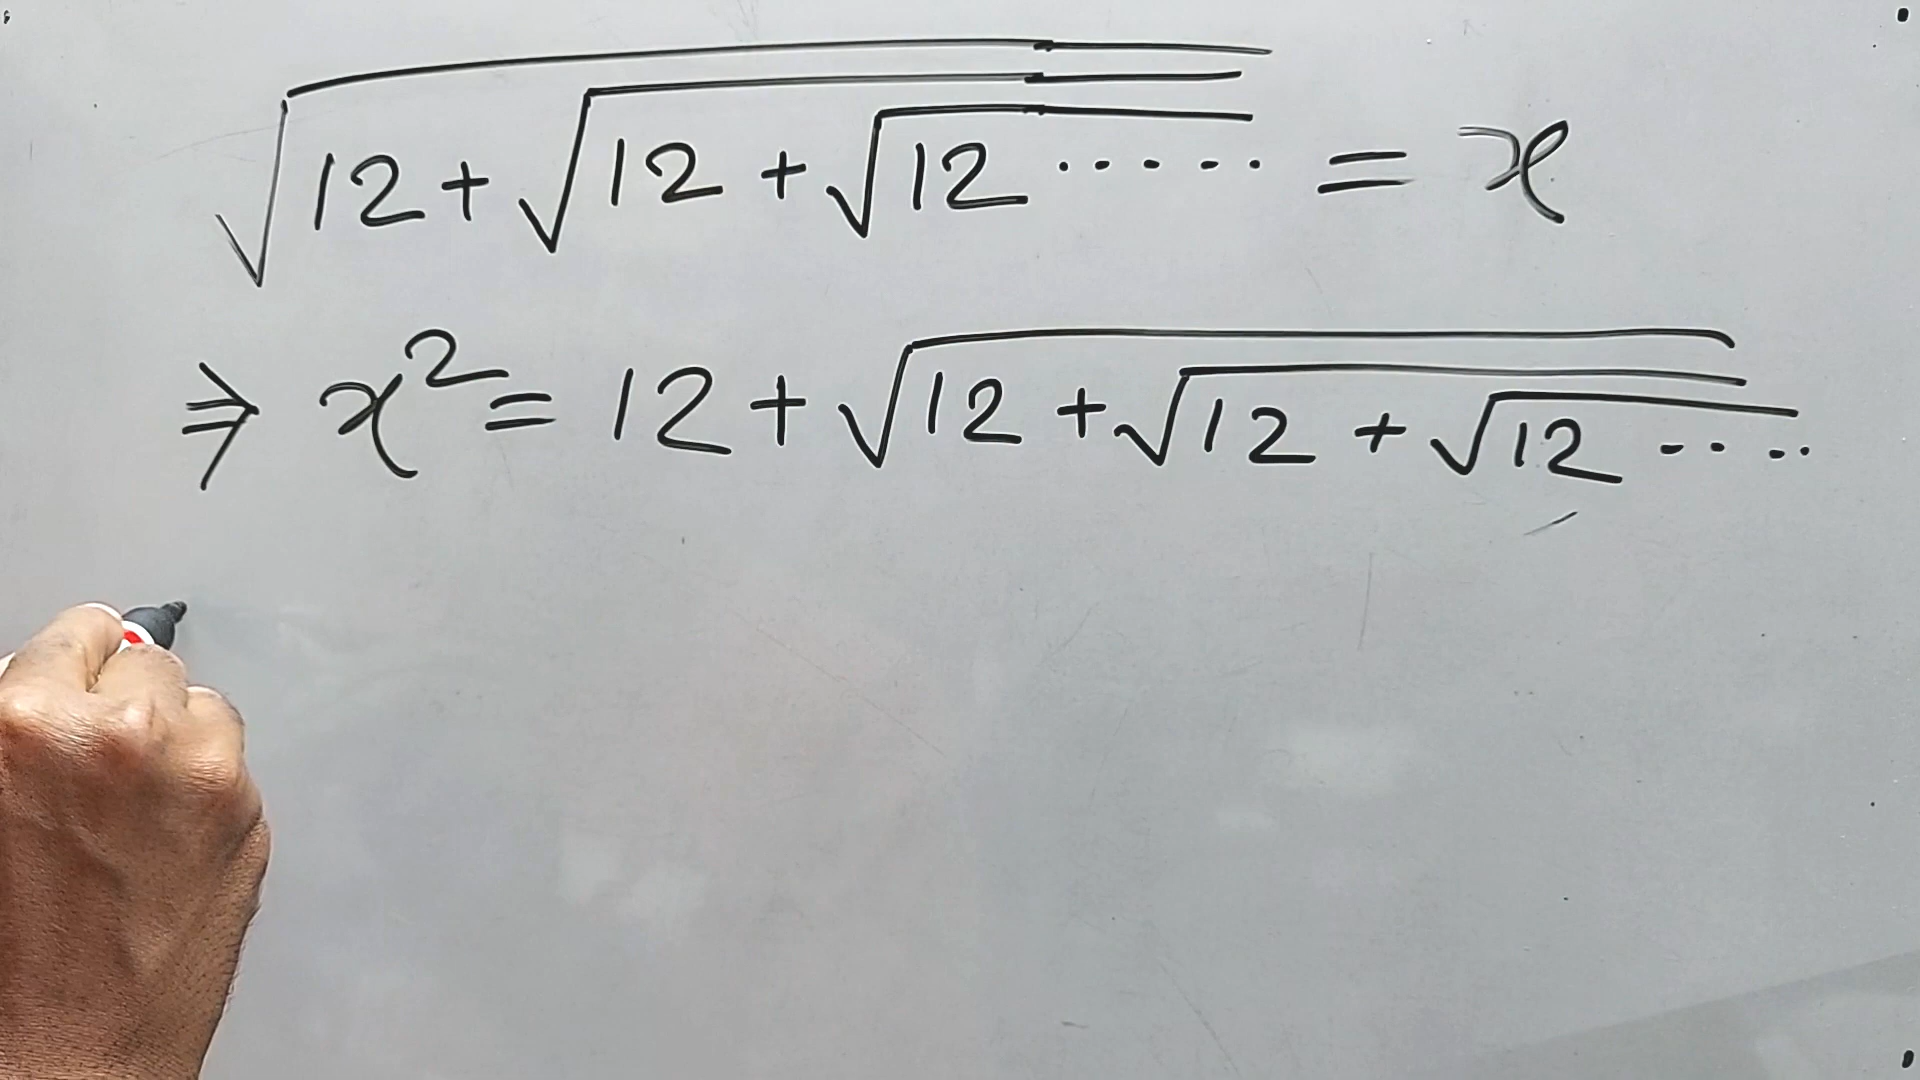 √(12 + √(12 + √(12 ..... = x
⇒ x² = 12 + √(12 + √(12 + √(12 .....